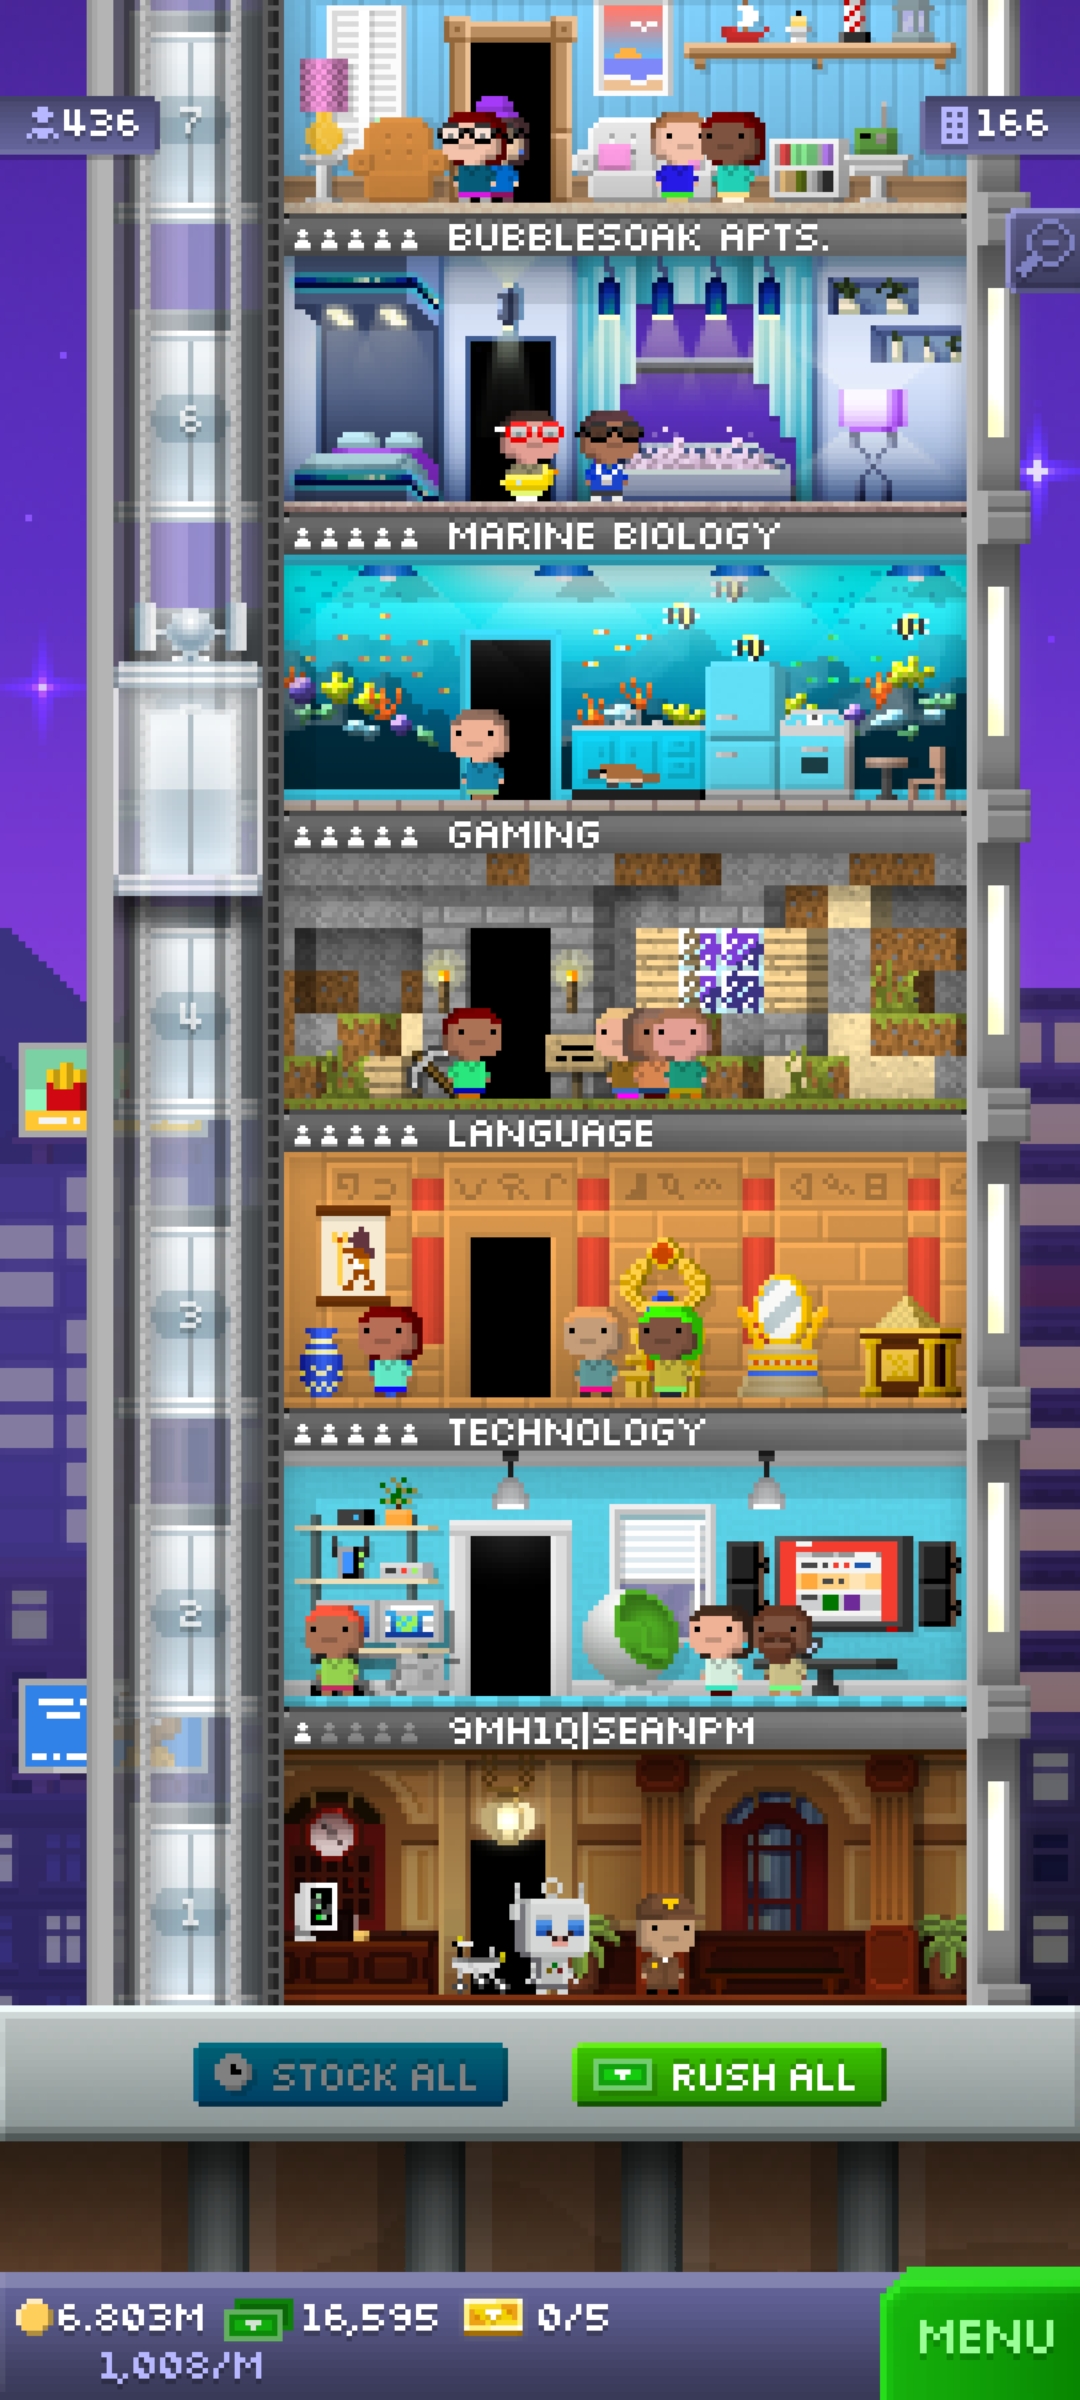 7
436
166
BUBBLESOAK APTS.
6
MARINE BIOLOGY
GAMING
4
LANGUAGE
3
TECHNOLOGY
2
9MH1Q|SEANPM
1
STOCK ALL
RUSH ALL
6.803M
16,595
0/5
1,008/M
MENU